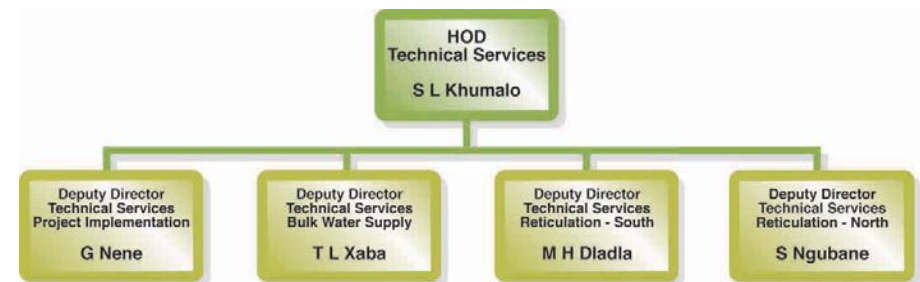 HOD
Technical Services
S L Khumalo
Deputy Director
Technical Services
Project Implementation
G Nene
Deputy Director
Technical Services
Bulk Water Supply
T L Xaba
Deputy Director
Technical Services
Reticulation - South
M H Dladla
Deputy Director
Technical Services
Reticulation - North
S Ngubane